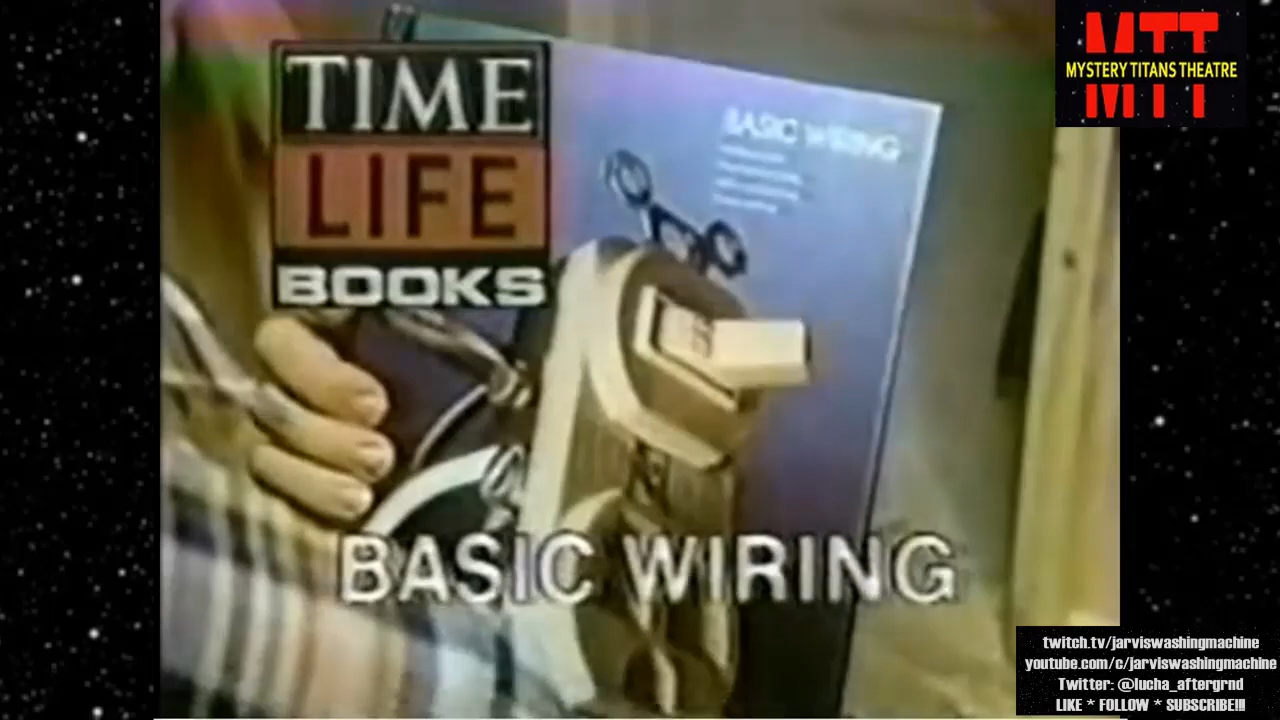 TIME
LIFE
BOOKS
BASIC WIRING
BASIC WIRING
MTT
MYSTERY TITANS THEATRE
twitch.tv/jarviswashingmachine
youtube.com/c/jarviswashingmachine
Twitter: @lucha_aftergrnd
LIKE * FOLLOW * SUBSCRIBE!!!